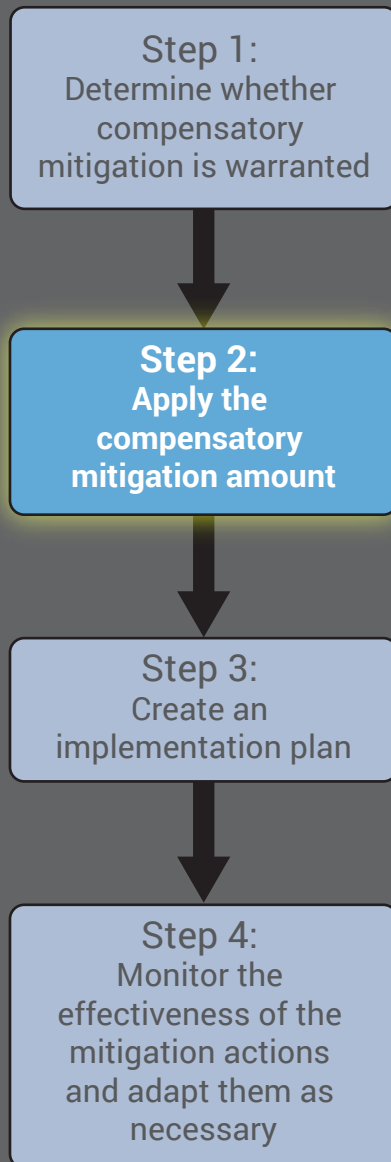 Step 1:
Determine whether
compensatory
mitigation is warranted
Step 2:
Apply the
compensatory
mitigation amount
Step 3:
Create an
implementation plan
Step 4:
Monitor the
effectiveness of the
mitigation actions
and adapt them as
necessary